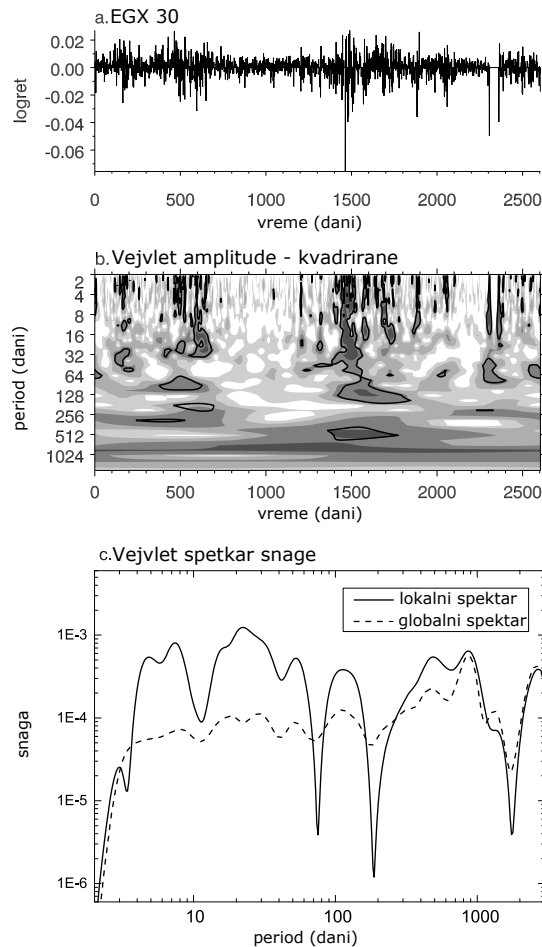 a.EGX 30
0.02
0.00
-0.02
-0.04
-0.06
logret
0 500 1000 1500 2000 2500
vreme (dani)
b.Vejvlet amplitude - kvadrirane
2
4
8
16
32
64
128
256
512
1024
period (dani)
0 500 1000 1500 2000 2500
vreme (dani)
c.Vejvlet spetkar snage
lokalni spektar
globalni spektar
1E-3
1E-4
1E-5
1E-6
snaga
10 100 1000
period (dani)